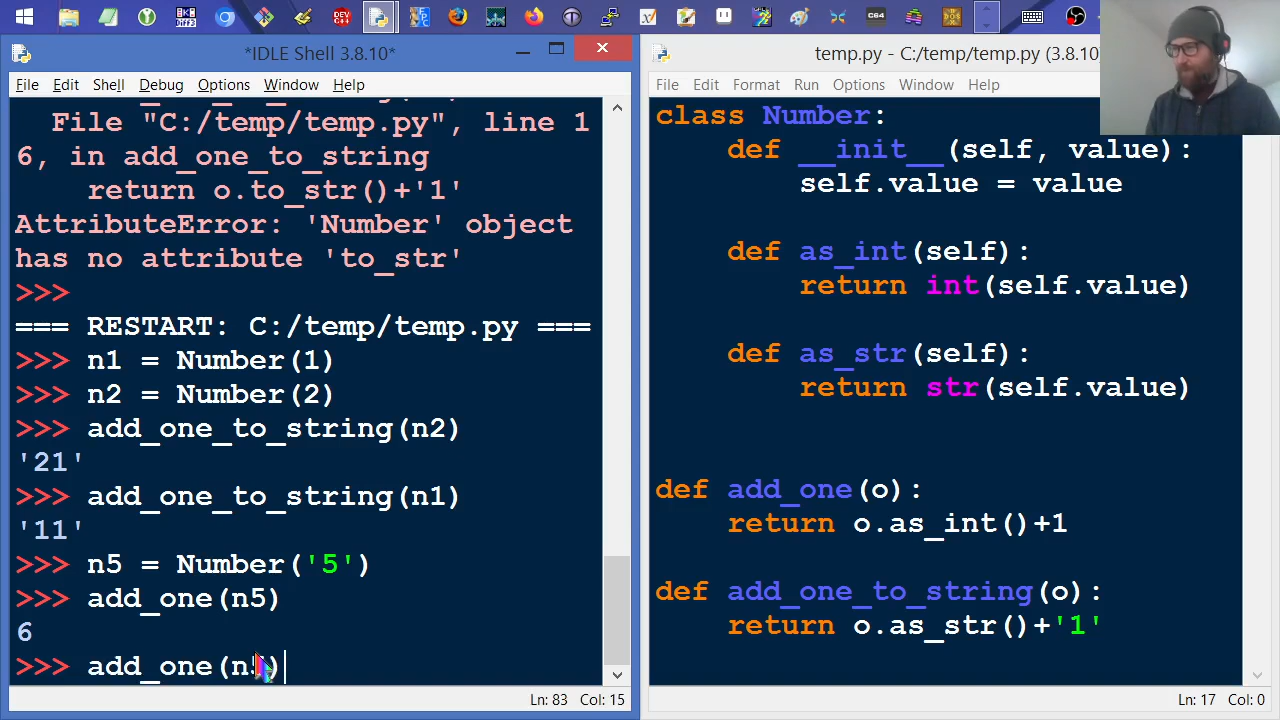 *IDLE Shell 3.8.10*
File Edit Shell Debug Options Window Help
File "C:/temp/temp.py", line 1
6, in add_one_to_string
return o.to_str()+'1'
AttributeError: 'Number' object
has no attribute 'to_str'
>>>
=== RESTART: C:/temp/temp.py ===
>>> n1 = Number(1)
>>> n2 = Number(2)
>>> add_one_to_string(n2)
'21'
>>> add_one_to_string(n1)
'11'
>>> n5 = Number('5')
>>> add_one(n5)
6
>>> add_one(n5)
Ln: 83 Col: 15
temp.py - C:/temp/temp.py (3.8.10)
File Edit Format Run Options Window Help
class Number:
def __init__(self, value):
self.value = value
def as_int(self):
return int(self.value)
def as_str(self):
return str(self.value)
def add_one(o):
return o.as_int()+1
def add_one_to_string(o):
return o.as_str()+'1'
Ln: 17 Col: 0